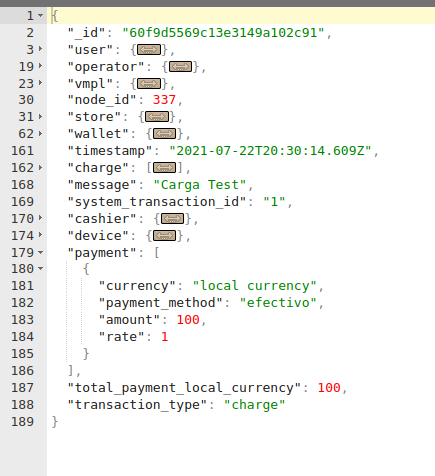 1 {
2 "_id": "60f9d5569c13e3149a102c91",
3 "user": {},
19 "operator": {},
23 "vmpl": {},
30 "node_id": 337,
31 "store": {},
62 "wallet": {},
161 "timestamp": "2021-07-22T20:30:14.609Z",
162 "charge": [],
168 "message": "Carga Test",
169 "system_transaction_id": "1",
170 "cashier": {},
174 "device": {},
179 "payment": [
180 {
181 "currency": "local currency",
182 "payment_method": "efectivo",
183 "amount": 100,
184 "rate": 1
185 }
186 ],
187 "total_payment_local_currency": 100,
188 "transaction_type": "charge"
189 }